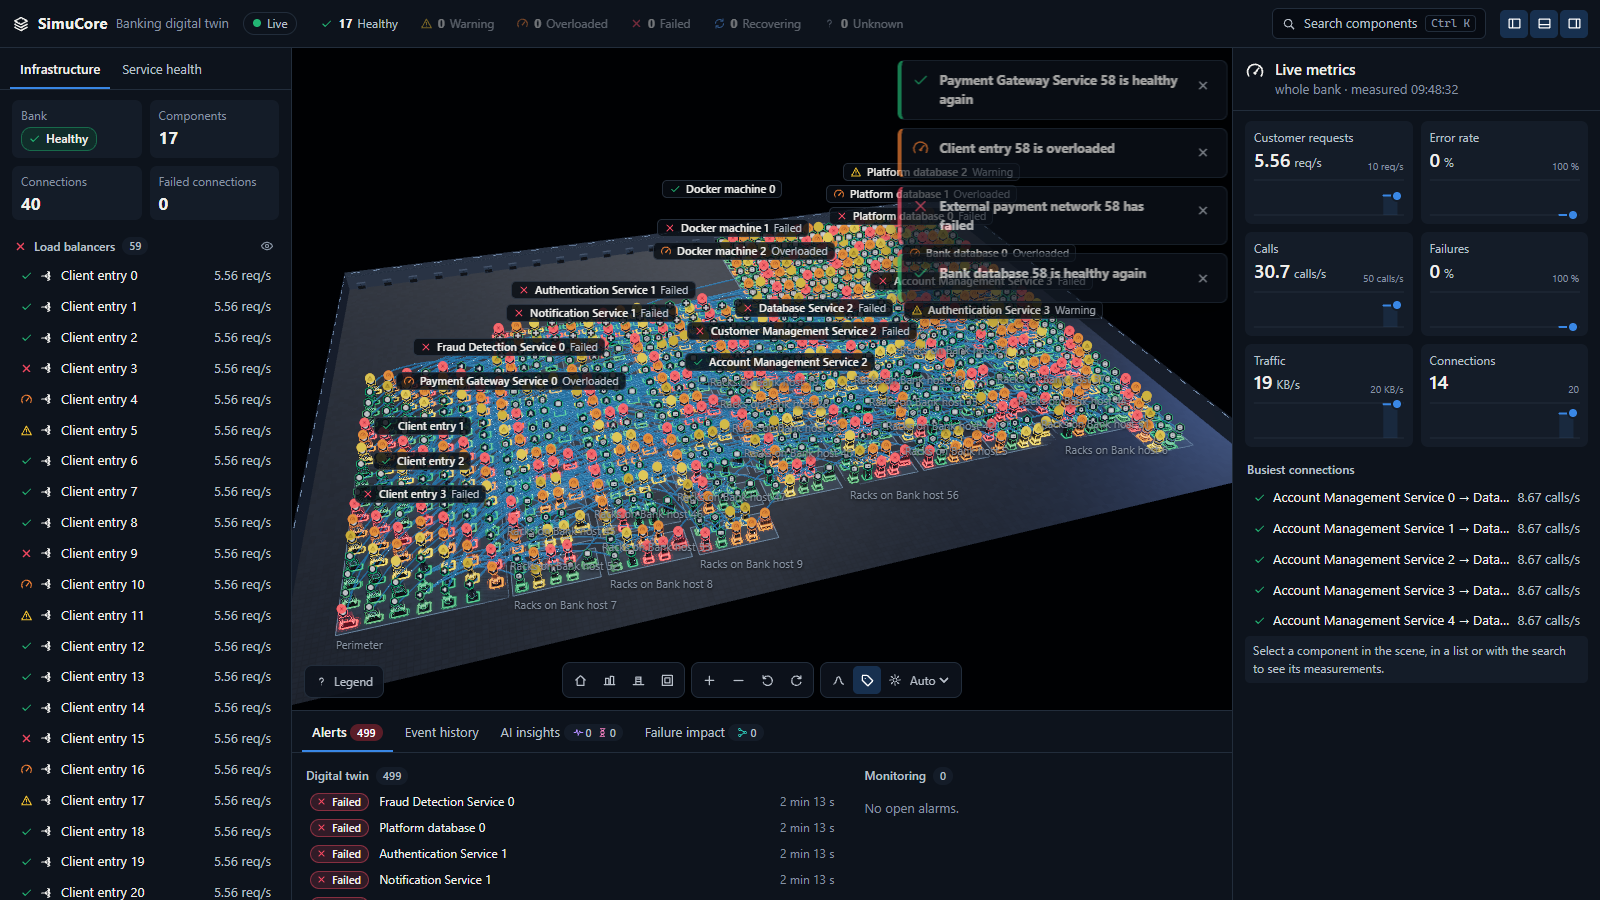 SimuCore Banking digital twin Live 17 Healthy 0 Warning 0 Overloaded 0 Failed 0 Recovering ? 0 Unknown Search components Ctrl K
Infrastructure Service health
Bank
Healthy
Components
17
Connections
40
Failed connections
0
Load balancers 59
Client entry 0 5.56 req/s
Client entry 1 5.56 req/s
Client entry 2 5.56 req/s
Client entry 3 5.56 req/s
Client entry 4 5.56 req/s
Client entry 5 5.56 req/s
Client entry 6 5.56 req/s
Client entry 7 5.56 req/s
Client entry 8 5.56 req/s
Client entry 9 5.56 req/s
Client entry 10 5.56 req/s
Client entry 11 5.56 req/s
Client entry 12 5.56 req/s
Client entry 13 5.56 req/s
Client entry 14 5.56 req/s
Client entry 15 5.56 req/s
Client entry 16 5.56 req/s
Client entry 17 5.56 req/s
Client entry 18 5.56 req/s
Client entry 19 5.56 req/s
Client entry 20 5.56 req/s
Payment Gateway Service 58 is healthy
again
Client entry 58 is overloaded
External payment network 58 has
failed
Bank database 58 is healthy again
Platform database 2 Warning
Docker machine 0
Platform database 1 Overloaded
Platform database 0 Failed
Docker machine 1 Failed
Docker machine 2 Overloaded
Bank database 0 Overloaded
Account Management Service 3 Failed
Authentication Service 1 Failed
Database Service 2 Failed
Authentication Service 3 Warning
Notification Service 1 Failed
Customer Management Service 2 Failed
Fraud Detection Service 0 Failed
Account Management Service 2
Payment Gateway Service 0 Overloaded
Client entry 1
Client entry 2
Client entry 3 Failed
Racks on Bank host 56
Racks on Bank host 9
Racks on Bank host 8
Racks on Bank host 7
Perimeter
? Legend
Auto
Alerts 499 Event history AI insights 0 0 Failure impact 0
Digital twin 499
Failed Fraud Detection Service 0 2 min 13 s
Failed Platform database 0 2 min 13 s
Failed Authentication Service 1 2 min 13 s
Failed Notification Service 1 2 min 13 s
Monitoring 0
No open alarms.
Live metrics
whole bank · measured 09:48:32
Customer requests
5.56 req/s 10 req/s
Error rate
0 % 100 %
Calls
30.7 calls/s 50 calls/s
Failures
0 % 100 %
Traffic
19 KB/s 20 KB/s
Connections
14 20
Busiest connections
Account Management Service 0 → Data... 8.67 calls/s
Account Management Service 1 → Data... 8.67 calls/s
Account Management Service 2 → Data... 8.67 calls/s
Account Management Service 3 → Data... 8.67 calls/s
Account Management Service 4 → Data... 8.67 calls/s
Select a component in the scene, in a list or with the search
to see its measurements.